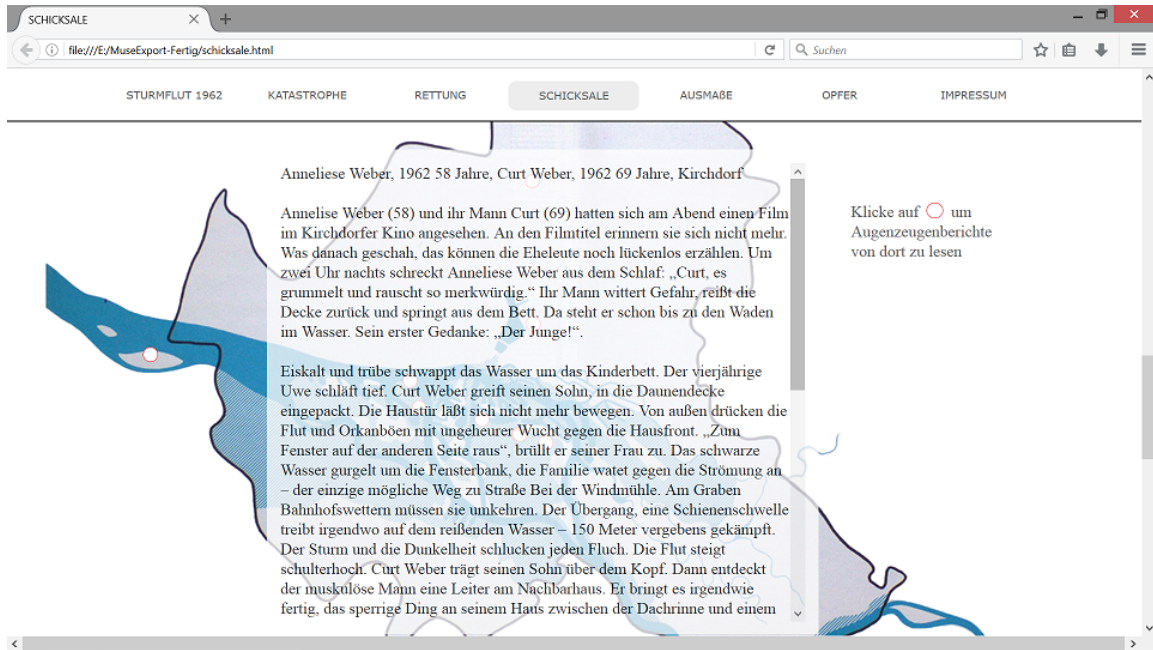 SCHICKSALE
file:///E:/MuseExport-Fertig/schicksale.html
Suchen
STURMFLUT 1962 KATASTROPHE RETTUNG SCHICKSALE AUSMAßE OPFER IMPRESSUM
Anneliese Weber, 1962 58 Jahre, Curt Weber, 1962 69 Jahre, Kirchdorf
Annelise Weber (58) und ihr Mann Curt (69) hatten sich am Abend einen Film
im Kirchdorfer Kino angesehen. An den Filmtitel erinnern sie sich nicht mehr.
Was danach geschah, das können die Eheleute noch lückenlos erzählen. Um
zwei Uhr nachts schreckt Anneliese Weber aus dem Schlaf: „Curt, es
grummelt und rauscht so merkwürdig.“ Ihr Mann wittert Gefahr, reißt die
Decke zurück und springt aus dem Bett. Da steht er schon bis zu den Waden
im Wasser. Sein erster Gedanke: „Der Junge!“.
Eiskalt und trübe schwappt das Wasser um das Kinderbett. Der vierjährige
Uwe schläft tief. Curt Weber greift seinen Sohn, in die Daunendecke
eingepackt. Die Haustür läßt sich nicht mehr bewegen. Von außen drücken die
Flut und Orkanböen mit ungeheurer Wucht gegen die Hausfront. „Zum
Fenster auf der anderen Seite raus“, brüllt er seiner Frau zu. Das schwarze
Wasser gurgelt um die Fensterbank, die Familie watet gegen die Strömung an
– der einzige mögliche Weg zu Straße Bei der Windmühle. Am Graben
Bahnhofswettern müssen sie umkehren. Der Übergang, eine Schienenschwelle
treibt irgendwo auf dem reißenden Wasser – 150 Meter vergebens gekämpft.
Der Sturm und die Dunkelheit schlucken jeden Fluch. Die Flut steigt
schulterhoch. Curt Weber trägt seinen Sohn über dem Kopf. Dann entdeckt
der muskulöse Mann eine Leiter am Nachbarhaus. Er bringt es irgendwie
fertig, das sperrige Ding an seinem Haus zwischen der Dachrinne und einem
Klicke auf um
Augenzeugenberichte
von dort zu lesen